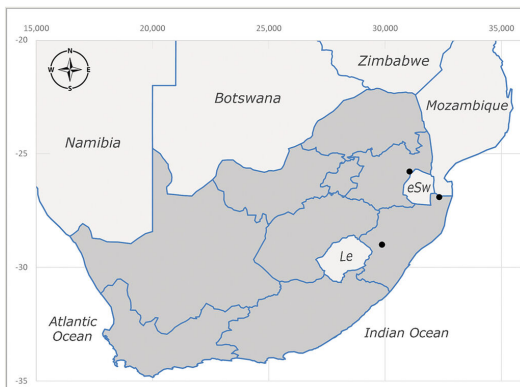 15,000 20,000 25,000 30,000 35,000
-20
N
W E
S
Zimbabwe
Botswana
Mozambique
Namibia
-25
eSw
Le
-30
Atlantic
Ocean
Indian Ocean
-35